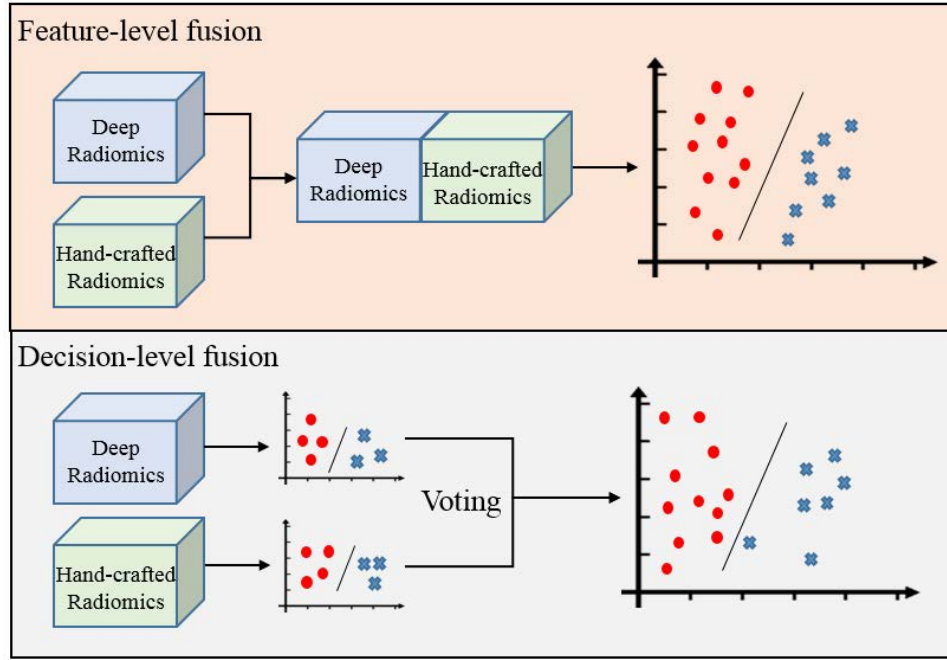 Feature-level fusion
Deep
Radiomics
Hand-crafted
Radiomics
Deep
Radiomics
Hand-crafted
Radiomics
Decision-level fusion
Deep
Radiomics
Hand-crafted
Radiomics
Voting